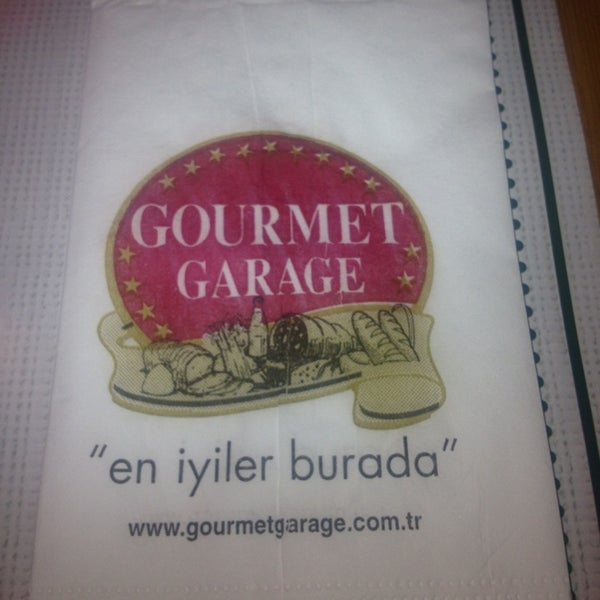 GOURMET
GARAGE
"en iyiler burada"
www.gourmetgarage.com.tr